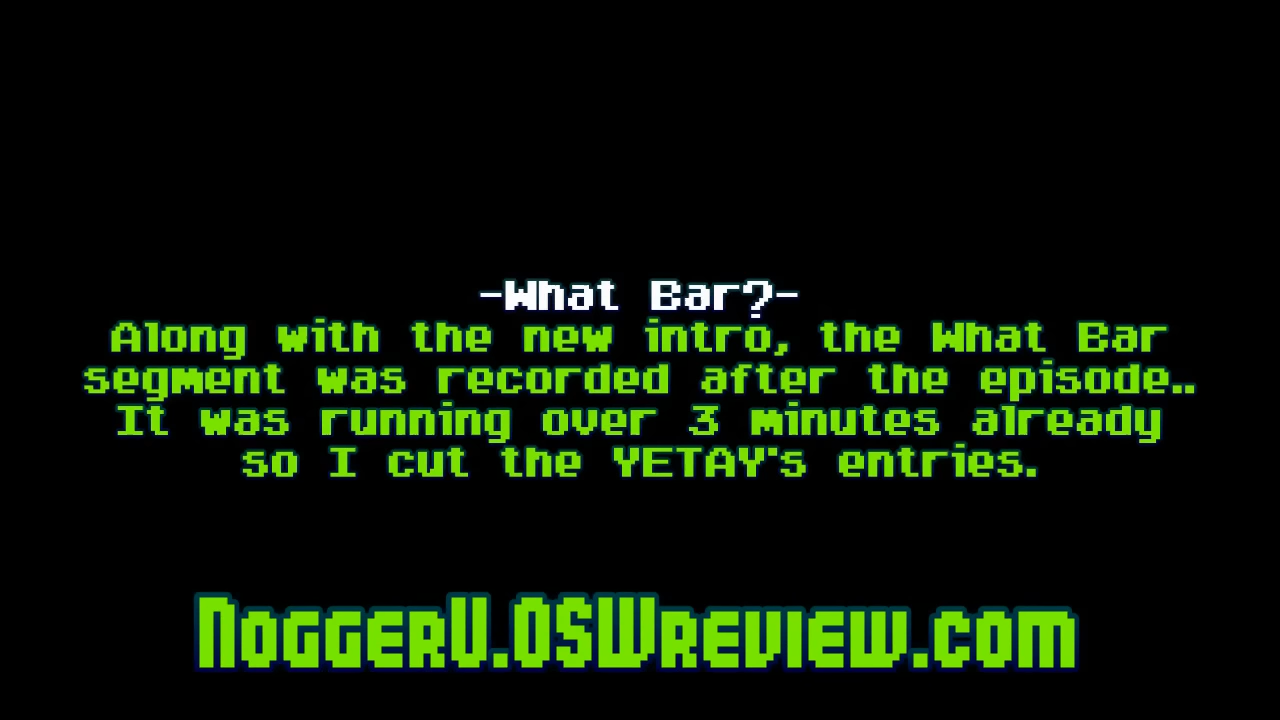 -What Bar?-
Along with the new intro, the What Bar
segment was recorded after the episode..
It was running over 3 minutes already
so I cut the YETAY's entries.
NoggerV.OSWreview.com